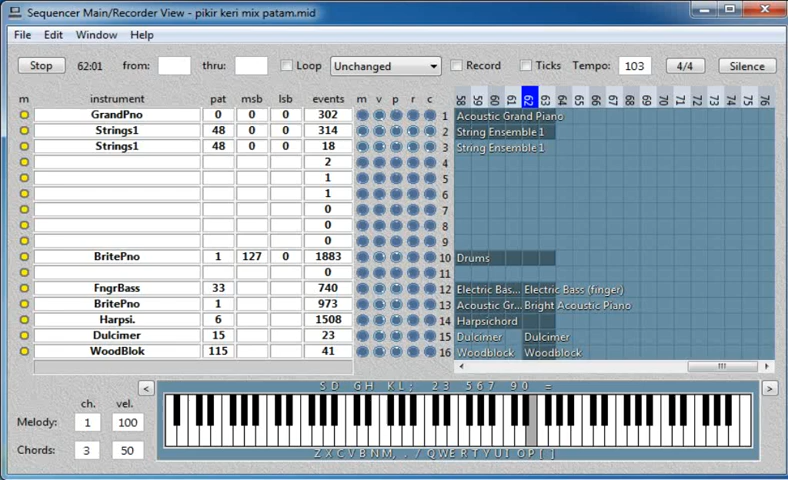 Sequencer Main/Recorder View - pikir keri mix patam.mid
File Edit Window Help
Stop 62:01 from: thru: Loop Unchanged Record Ticks Tempo: 103 4/4 Silence
m instrument pat msb lsb events m v p r c 58 59 60 61 62 63 64 65 66 67 68 69 70 71 72 73 74 75 76
GrandPno 0 0 0 302 1 Acoustic Grand Piano
Strings1 48 0 0 314 2 String Ensemble 1
Strings1 48 0 0 18 3 String Ensemble 1
2 4
1 5
1 6
0 7
0 8
0 9
BritePno 1 127 0 1883 10 Drums
0 11
FngrBass 33 740 12 Electric Bas... Electric Bass (finger)
BritePno 1 973 13 Acoustic Gr... Bright Acoustic Piano
Harpsi. 6 1508 14 Harpsichord
Dulcimer 15 23 15 Dulcimer Dulcimer
WoodBlok 115 41 16 Woodblock Woodblock
< S D G H K L ; 2 3 5 6 7 9 0 = >
ch. vel.
Melody: 1 100
Chords: 3 50
Z X C V B N M , . / Q W E R T Y U I O P [ ]